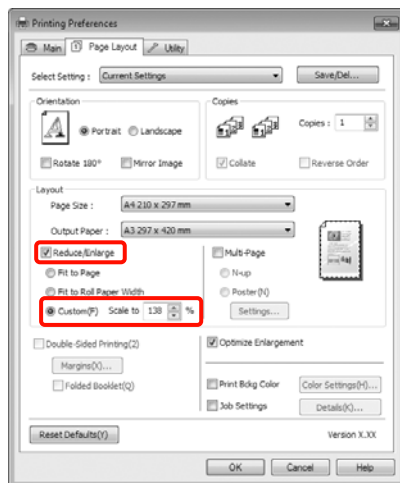 Printing Preferences
Main Page Layout Utility
Select Setting : Current Settings Save/Del...
Orientation Copies
Portrait Landscape Copies : 1
Rotate 180° Mirror Image Collate Reverse Order
Layout
Page Size : A4 210 x 297 mm
Output Paper : A3 297 x 420 mm
Reduce/Enlarge Multi-Page
Fit to Page N-up
Fit to Roll Paper Width Poster(N)
Custom(F) Scale to 138 % Settings...
Double-Sided Printing(2) Optimize Enlargement
Margins(X)...
Folded Booklet(Q) Print Bckg Color Color Settings(H)...
Job Settings Details(K)...
Reset Defaults(Y) Version X.XX
OK Cancel Help